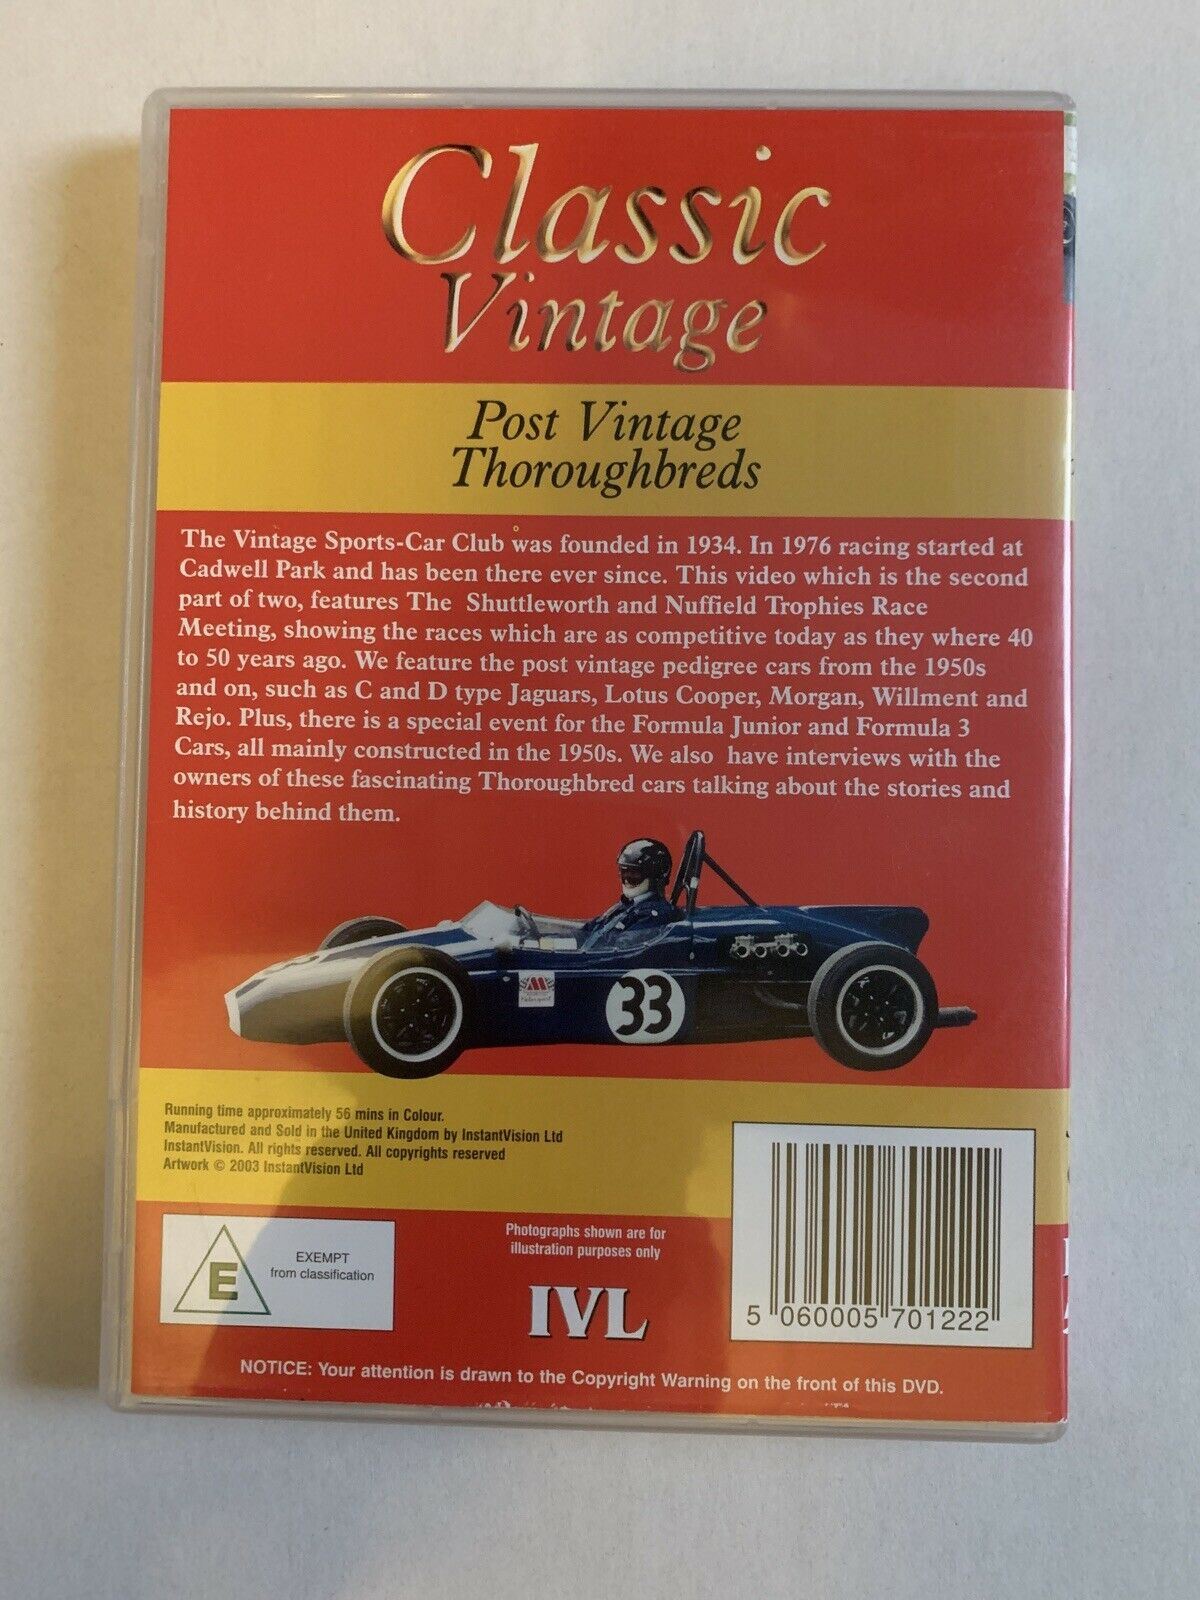 Classic
Vintage
Post Vintage
Thoroughbreds
The Vintage Sports-Car Club was founded in 1934. In 1976 racing started at
Cadwell Park and has been there ever since. This video which is the second
part of two, features The Shuttleworth and Nuffield Trophies Race
Meeting, showing the races which are as competitive today as they where 40
to 50 years ago. We feature the post vintage pedigree cars from the 1950s
and on, such as C and D type Jaguars, Lotus Cooper, Morgan, Willment and
Rejo. Plus, there is a special event for the Formula Junior and Formula 3
Cars, all mainly constructed in the 1950s. We also have interviews with the
owners of these fascinating Thoroughbred cars talking about the stories and
history behind them.
33
Running time approximately 56 mins in Colour.
Manufactured and Sold in the United Kingdom by InstantVision Ltd
InstantVision. All rights reserved. All copyrights reserved
Artwork © 2003 InstantVision Ltd
E
EXEMPT
from classification
Photographs shown are for
illustration purposes only
IVL
5 060005 701222
NOTICE: Your attention is drawn to the Copyright Warning on the front of this DVD.